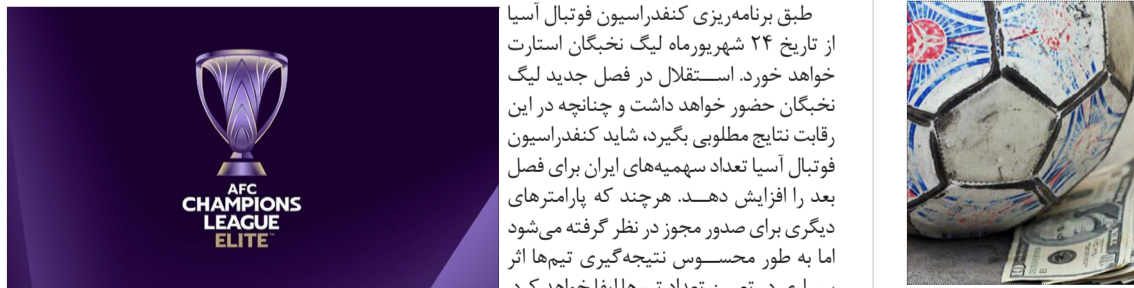 طبق برنامه‌ریزی کنفدراسیون فوتبال آسیا
از تاریخ ۲۴ شهریورماه لیگ نخبگان استارت
خواهد خورد. استقلال در فصل جدید لیگ
نخبگان حضور خواهد داشت و چنانچه در این
رقابت نتایج مطلوبی بگیرد، شاید کنفدراسیون
فوتبال آسیا تعداد سهمیه‌های ایران برای فصل
بعد را افزایش دهد. هرچند که پارامترهای
دیگری برای صدور مجوز در نظر گرفته می‌شود
اما به طور محسوس نتیجه‌گیری تیم‌ها اثر
AFC
CHAMPIONS
LEAGUE
ELITE™